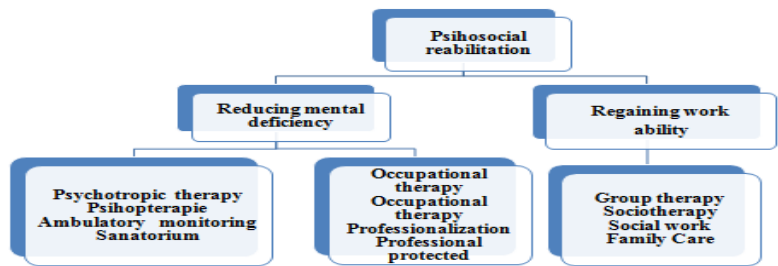 Psihosocial
reabilitation
Reducing mental
deficiency
Regaining work
ability
Psychotropic therapy
Psihopterapie
Ambulatory monitoring
Sanatorium
Occupational
therapy
Occupational
therapy
Professionalization
Professional
protected
Group therapy
Sociotherapy
Social work
Family Care